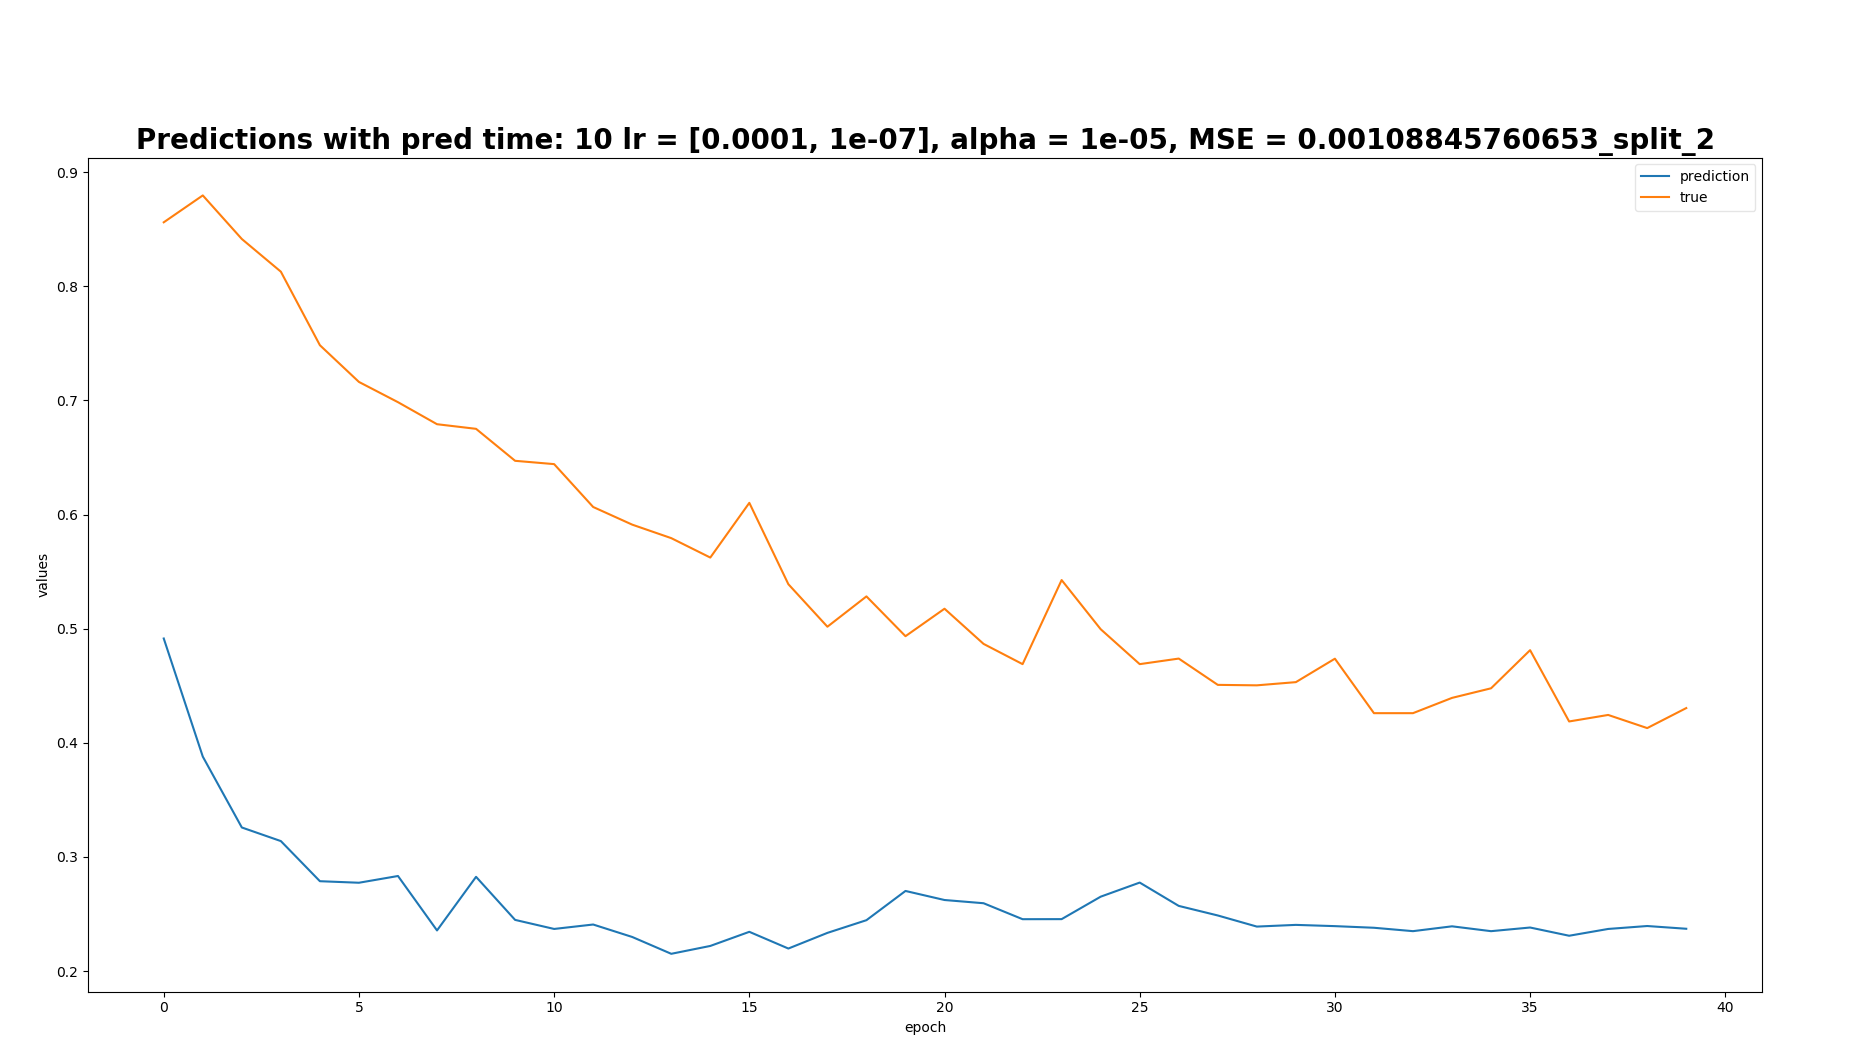 Predictions with pred time: 10 lr = [0.0001, 1e-07], alpha = 1e-05, MSE = 0.00108845760653_split_2
prediction
true
0.9
0.8
0.7
0.6
0.5
0.4
0.3
0.2
values
0 5 10 15 20 25 30 35 40
epoch